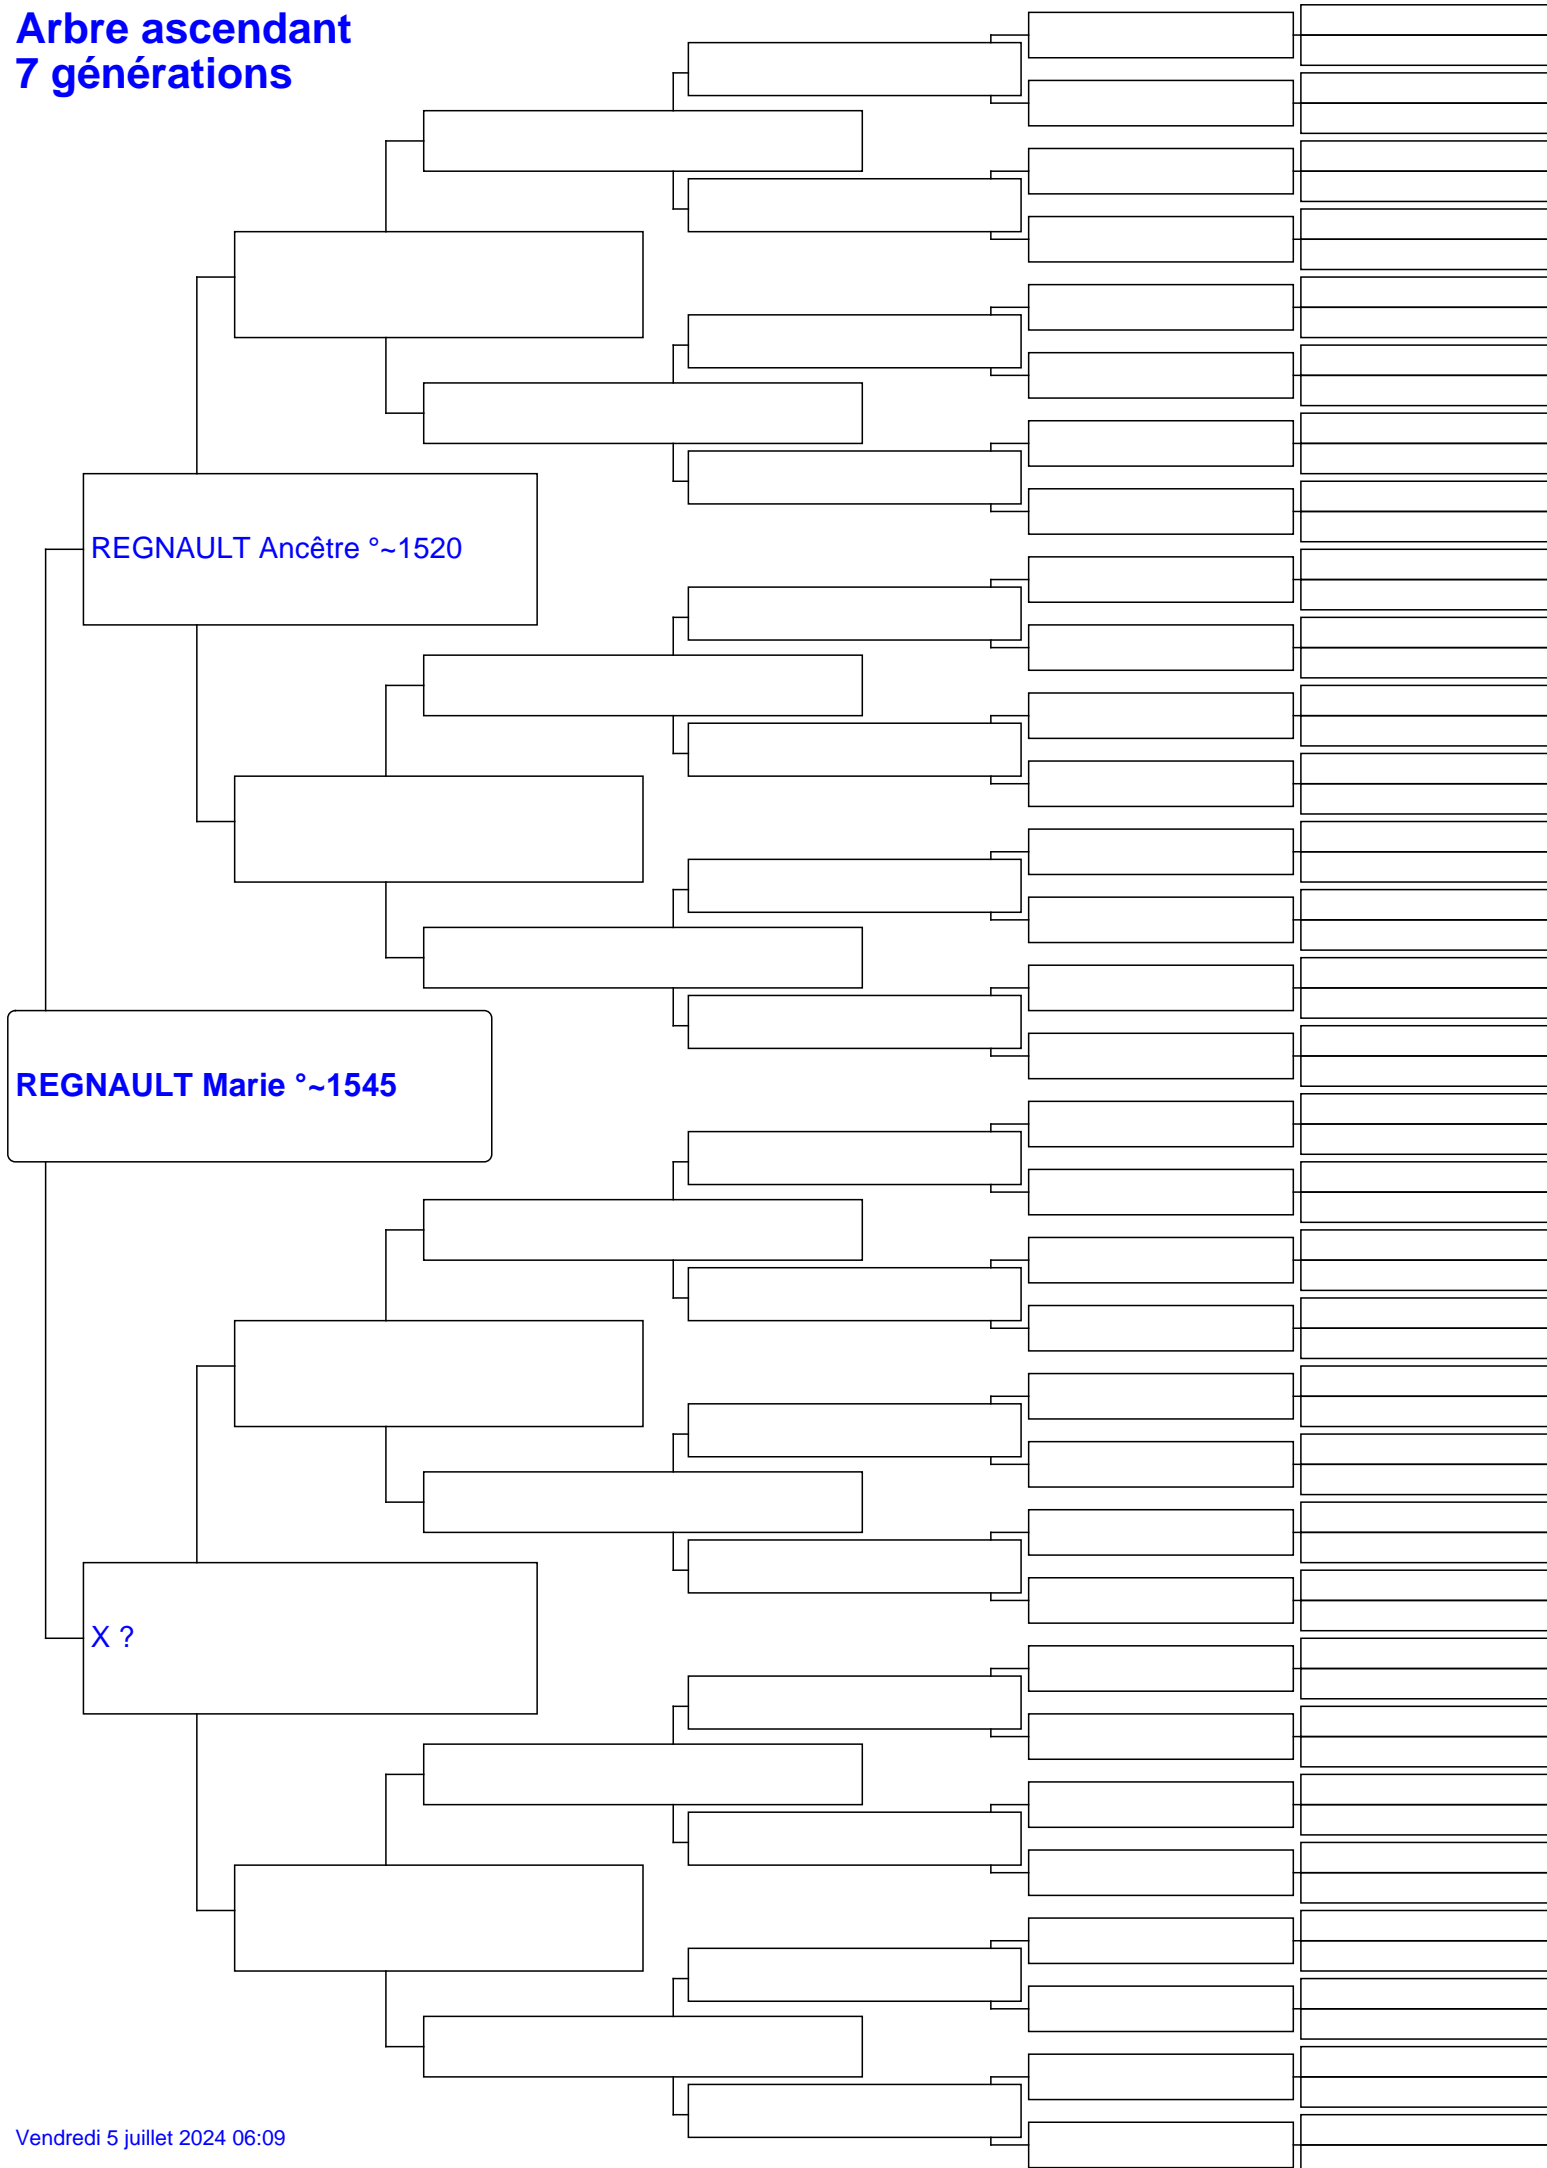 Arbre ascendant
7 générations
REGNAULT Ancêtre °~1520
REGNAULT Marie °~1545
X ?
Vendredi 5 juillet 2024 06:09